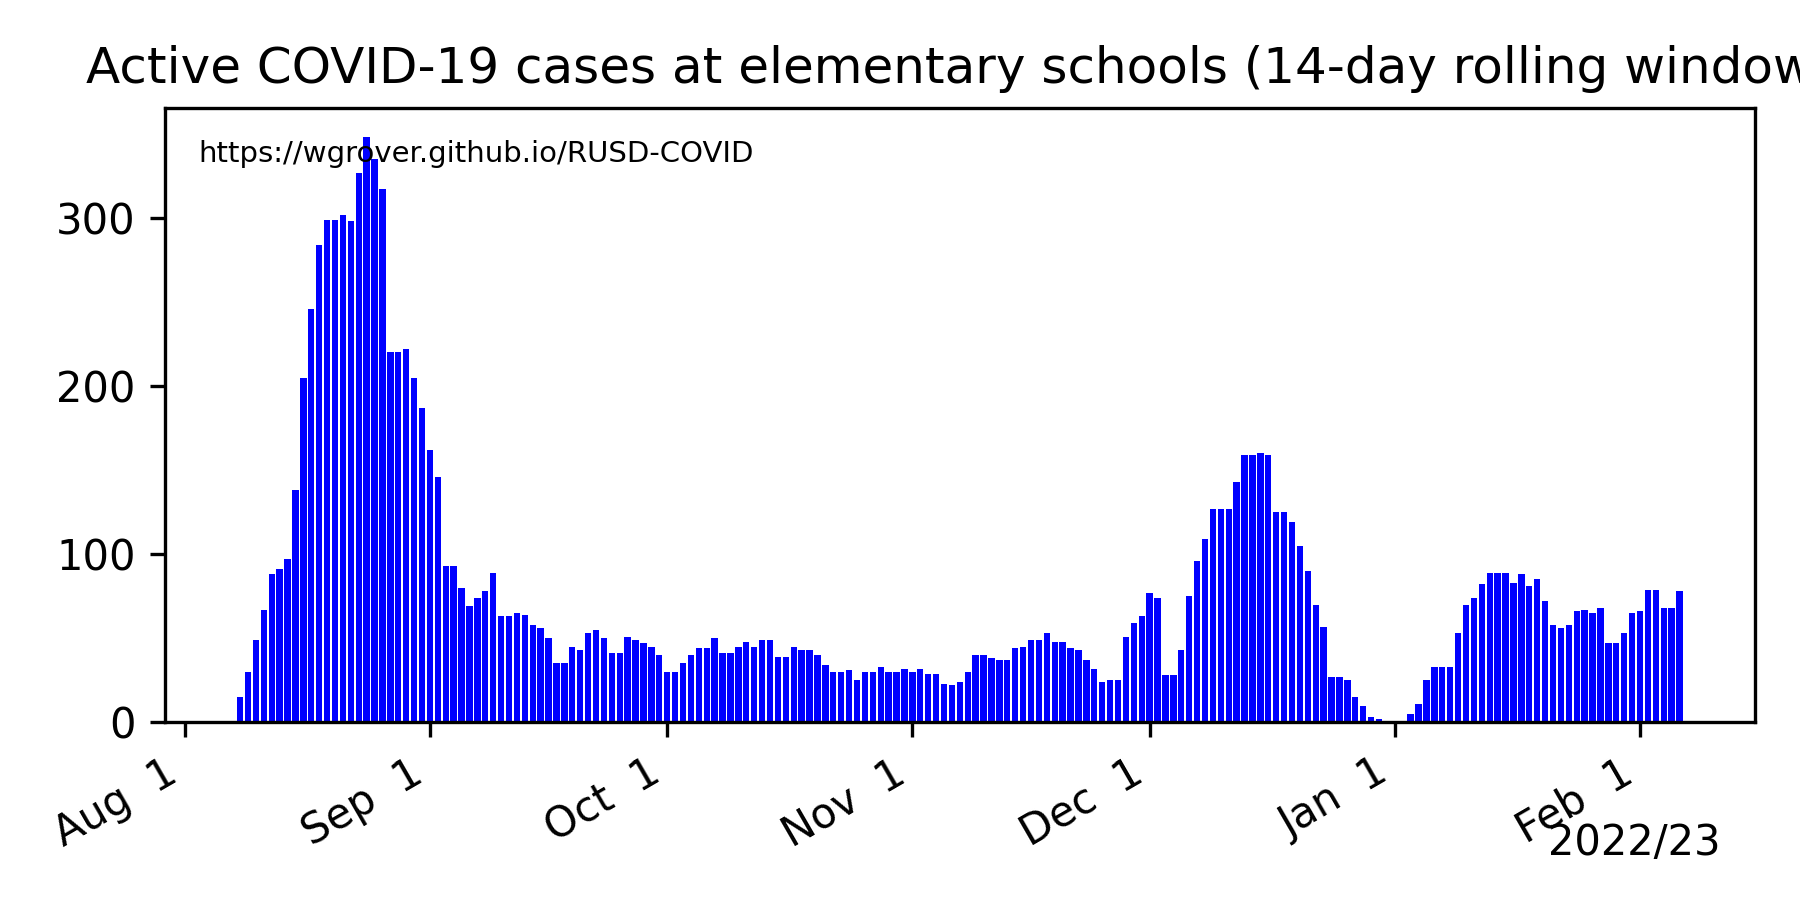 Active COVID-19 cases at elementary schools (14-day rolling window
https://wgrover.github.io/RUSD-COVID
300
200
100
0
Aug 1
Sep 1
Oct 1
Nov 1
Dec 1
Jan 1
Feb 1
2022/23